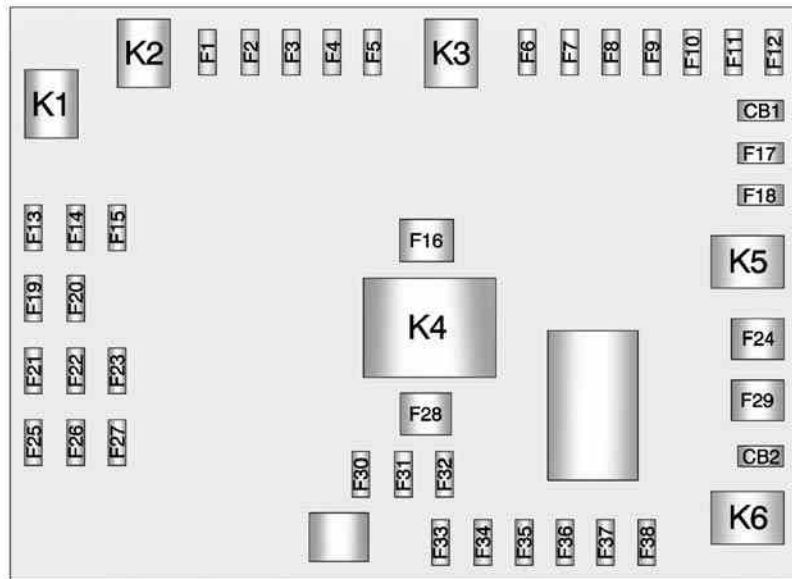 K2 F1 F2 F3 F4 F5 K3 F6 F7 F8 F9 F10 F11 F12
K1
CB1
F17
F18
F13 F14 F15
F16
K5
F19 F20
K4
F24
F21 F22 F23
F29
F28
F25 F26 F27
CB2
F30 F31 F32
K6
F33 F34 F35 F36 F37 F38